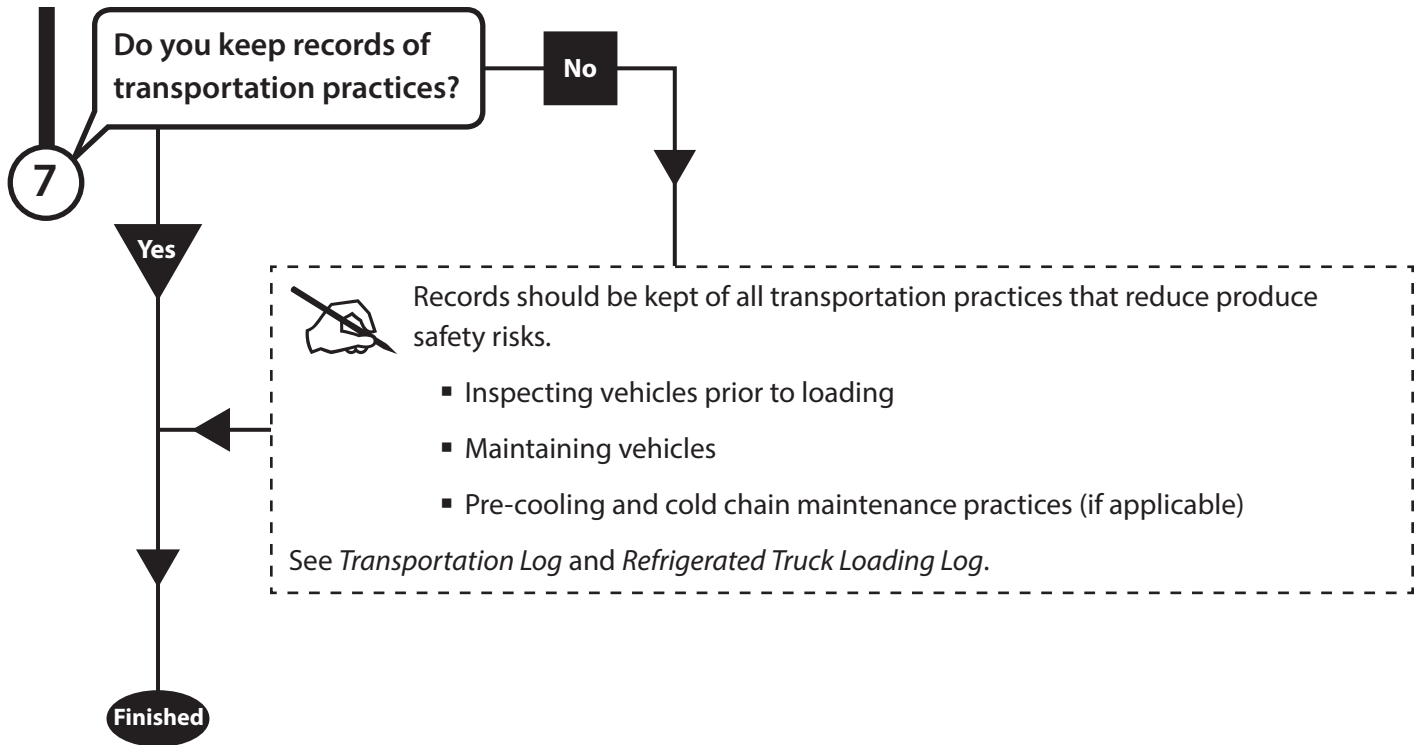 Do you keep records of
transportation practices?
No
7
Yes
Records should be kept of all transportation practices that reduce produce
safety risks.
▪ Inspecting vehicles prior to loading
▪ Maintaining vehicles
▪ Pre-cooling and cold chain maintenance practices (if applicable)
See Transportation Log and Refrigerated Truck Loading Log.
Finished